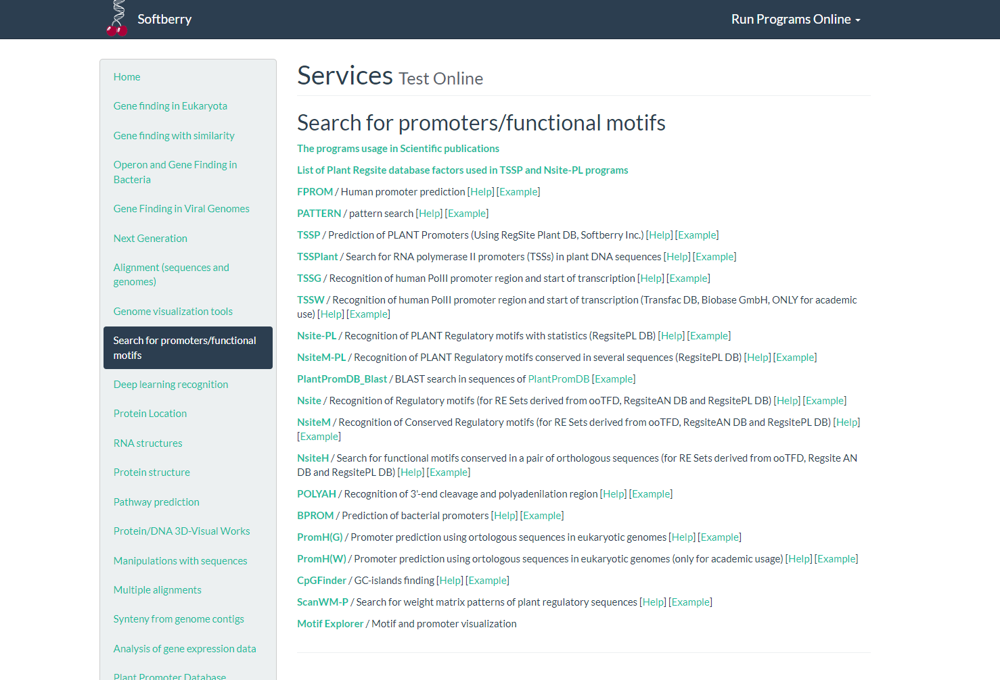 Softberry
Run Programs Online
Home
Gene finding in Eukaryota
Gene finding with similarity
Operon and Gene Finding in
Bacteria
Gene Finding in Viral Genomes
Next Generation
Alignment (sequences and
genomes)
Genome visualization tools
Search for promoters/functional
motifs
Deep learning recognition
Protein Location
RNA structures
Protein structure
Pathway prediction
Protein/DNA 3D-Visual Works
Manipulations with sequences
Multiple alignments
Synteny from genome contigs
Analysis of gene expression data
Plant Promoter Database
Services Test Online
Search for promoters/functional motifs
The programs usage in Scientific publications
List of Plant Regsite database factors used in TSSP and Nsite-PL programs
FPROM / Human promoter prediction [Help] [Example]
PATTERN / pattern search [Help] [Example]
TSSP / Prediction of PLANT Promoters (Using RegSite Plant DB, Softberry Inc.) [Help] [Example]
TSSPlant / Search for RNA polymerase II promoters (TSSs) in plant DNA sequences [Help] [Example]
TSSG / Recognition of human PolII promoter region and start of transcription [Help] [Example]
TSSW / Recognition of human PolII promoter region and start of transcription (Transfac DB, Biobase GmbH, ONLY for academic
use) [Help] [Example]
Nsite-PL / Recognition of PLANT Regulatory motifs with statistics (RegsitePL DB) [Help] [Example]
NsiteM-PL / Recognition of PLANT Regulatory motifs conserved in several sequences (RegsitePL DB) [Help] [Example]
PlantPromDB_Blast / BLAST search in sequences of PlantPromDB [Example]
Nsite / Recognition of Regulatory motifs (for RE Sets derived from ooTFD, RegsiteAN DB and RegsitePL DB) [Help] [Example]
NsiteM / Recognition of Conserved Regulatory motifs (for RE Sets derived from ooTFD, RegsiteAN DB and RegsitePL DB) [Help]
[Example]
NsiteH / Search for functional motifs conserved in a pair of orthologous sequences (for RE Sets derived from ooTFD, Regsite AN
DB and RegsitePL DB) [Help] [Example]
POLYAH / Recognition of 3'-end cleavage and polyadenilation region [Help] [Example]
BPROM / Prediction of bacterial promoters [Help] [Example]
PromH(G) / Promoter prediction using ortologous sequences in eukaryotic genomes [Help] [Example]
PromH(W) / Promoter prediction using ortologous sequences in eukaryotic genomes (only for academic usage) [Help] [Example]
CpGFinder / GC-islands finding [Help] [Example]
ScanWM-P / Search for weight matrix patterns of plant regulatory sequences [Help] [Example]
Motif Explorer / Motif and promoter visualization